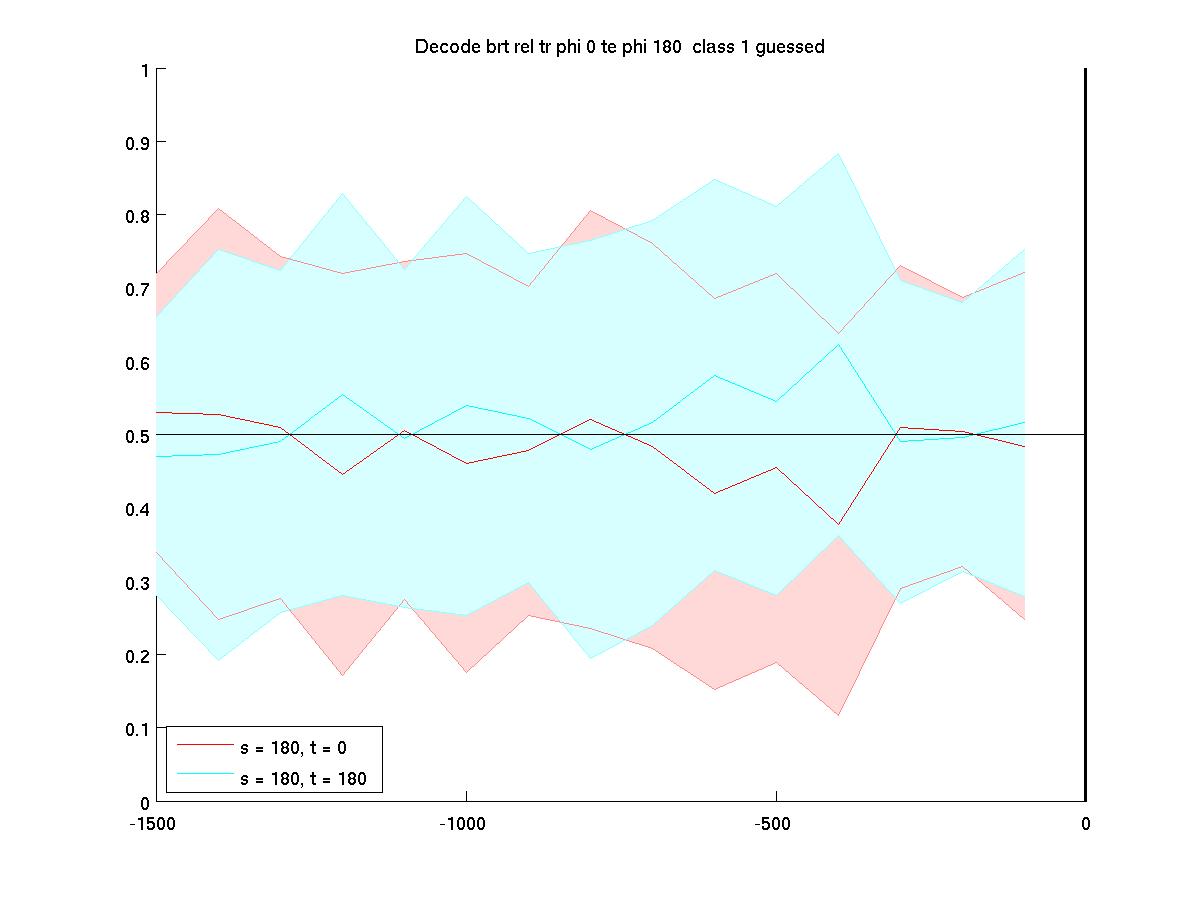 Decode brt rel tr phi 0 te phi 180  class 1 guessed
1
0.9
0.8
0.7
0.6
0.5
0.4
0.3
0.2
0.1
0
s = 180, t = 0
s = 180, t = 180
-1500 -1000 -500 0